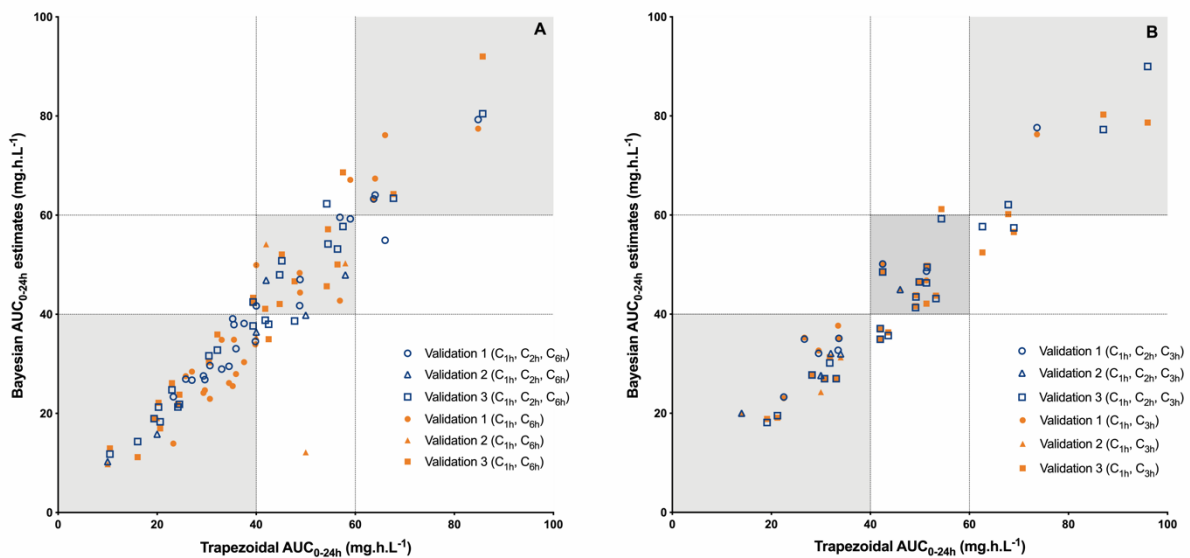 A
Bayesian AUC0-24h estimates (mg.h.L-1)
100
80
60
40
20
0
0 20 40 60 80 100
Trapezoidal AUC0-24h (mg.h.L-1)
Validation 1 (C1h, C2h, C6h)
Validation 2 (C1h, C2h, C6h)
Validation 3 (C1h, C2h, C6h)
Validation 1 (C1h, C6h)
Validation 2 (C1h, C6h)
Validation 3 (C1h, C6h)
B
Bayesian AUC0-24h estimates (mg.h.L-1)
100
80
60
40
20
0
0 20 40 60 80 100
Trapezoidal AUC0-24h (mg.h.L-1)
Validation 1 (C1h, C2h, C3h)
Validation 2 (C1h, C2h, C3h)
Validation 3 (C1h, C2h, C3h)
Validation 1 (C1h, C3h)
Validation 2 (C1h, C3h)
Validation 3 (C1h, C3h)